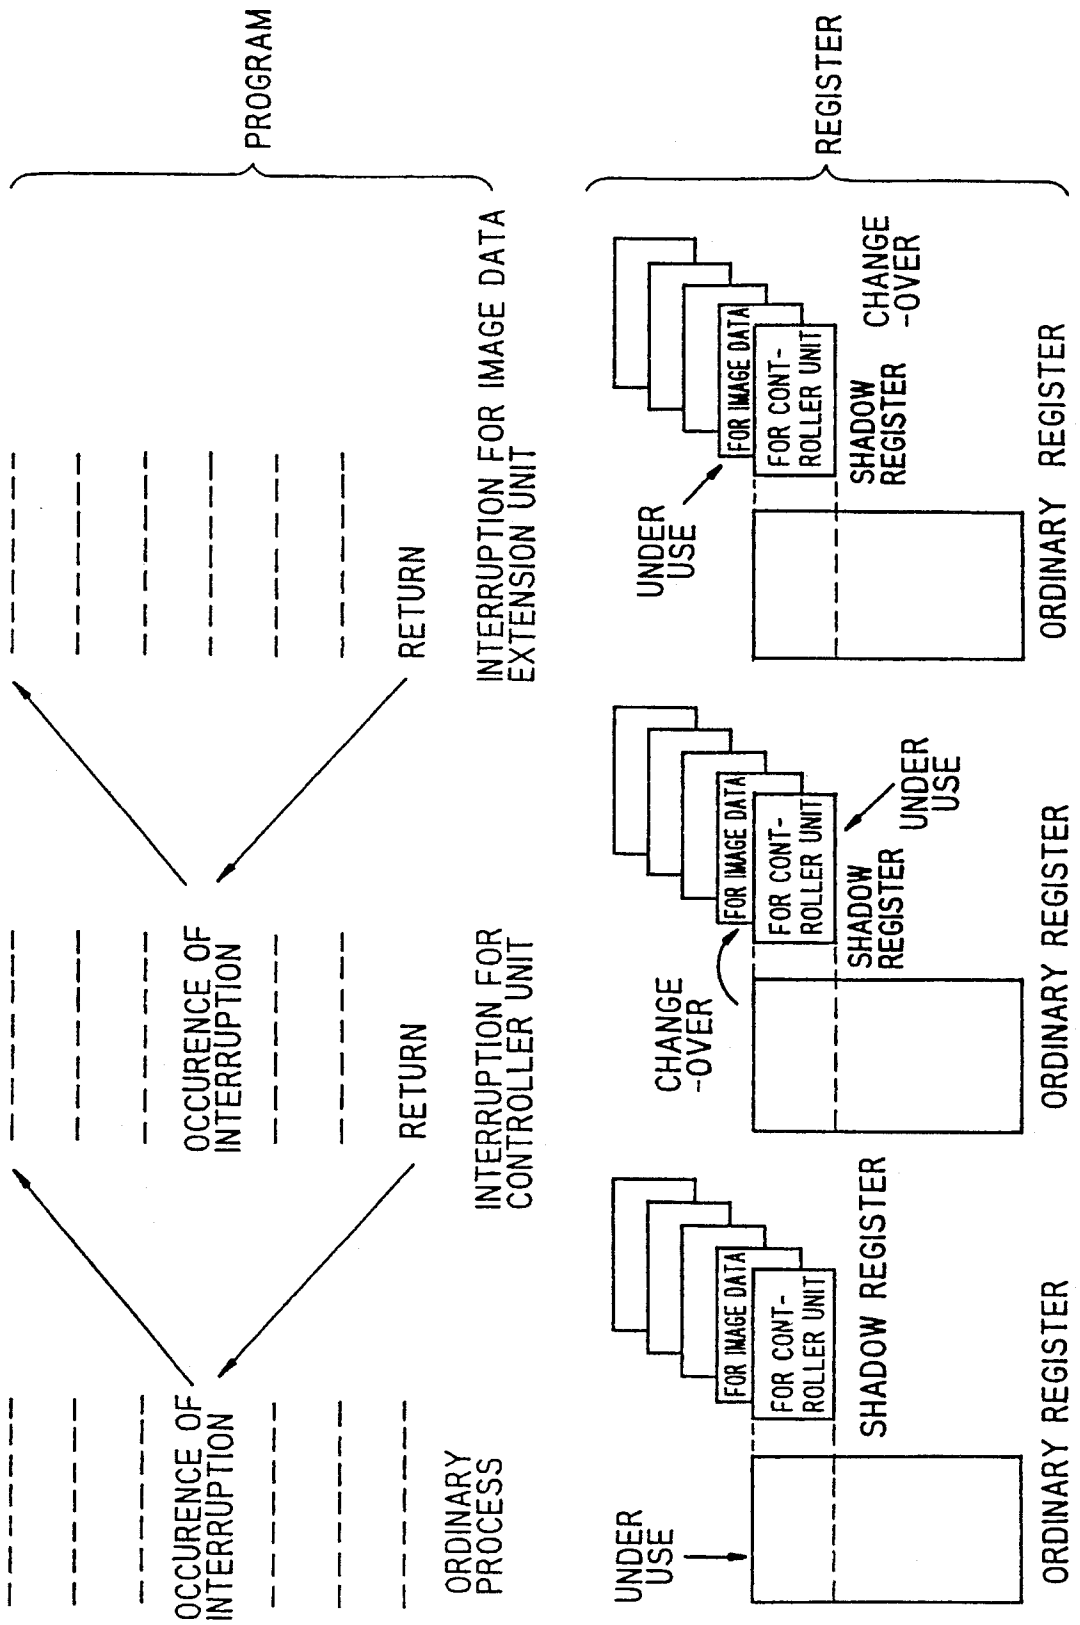 OCCURENCE OF
INTERRUPTION
ORDINARY
PROCESS
OCCURENCE OF
INTERRUPTION
RETURN
INTERRUPTION FOR
CONTROLLER UNIT
RETURN
INTERRUPTION FOR IMAGE DATA
EXTENSION UNIT
PROGRAM
UNDER
USE
FOR IMAGE DATA
FOR CONT-
ROLLER UNIT
SHADOW REGISTER
ORDINARY REGISTER
CHANGE
-OVER
FOR IMAGE DATA
FOR CONT-
ROLLER UNIT
SHADOW
REGISTER
UNDER
USE
ORDINARY REGISTER
UNDER
USE
FOR IMAGE DATA
FOR CONT-
ROLLER UNIT
SHADOW
REGISTER
CHANGE
-OVER
ORDINARY REGISTER
REGISTER